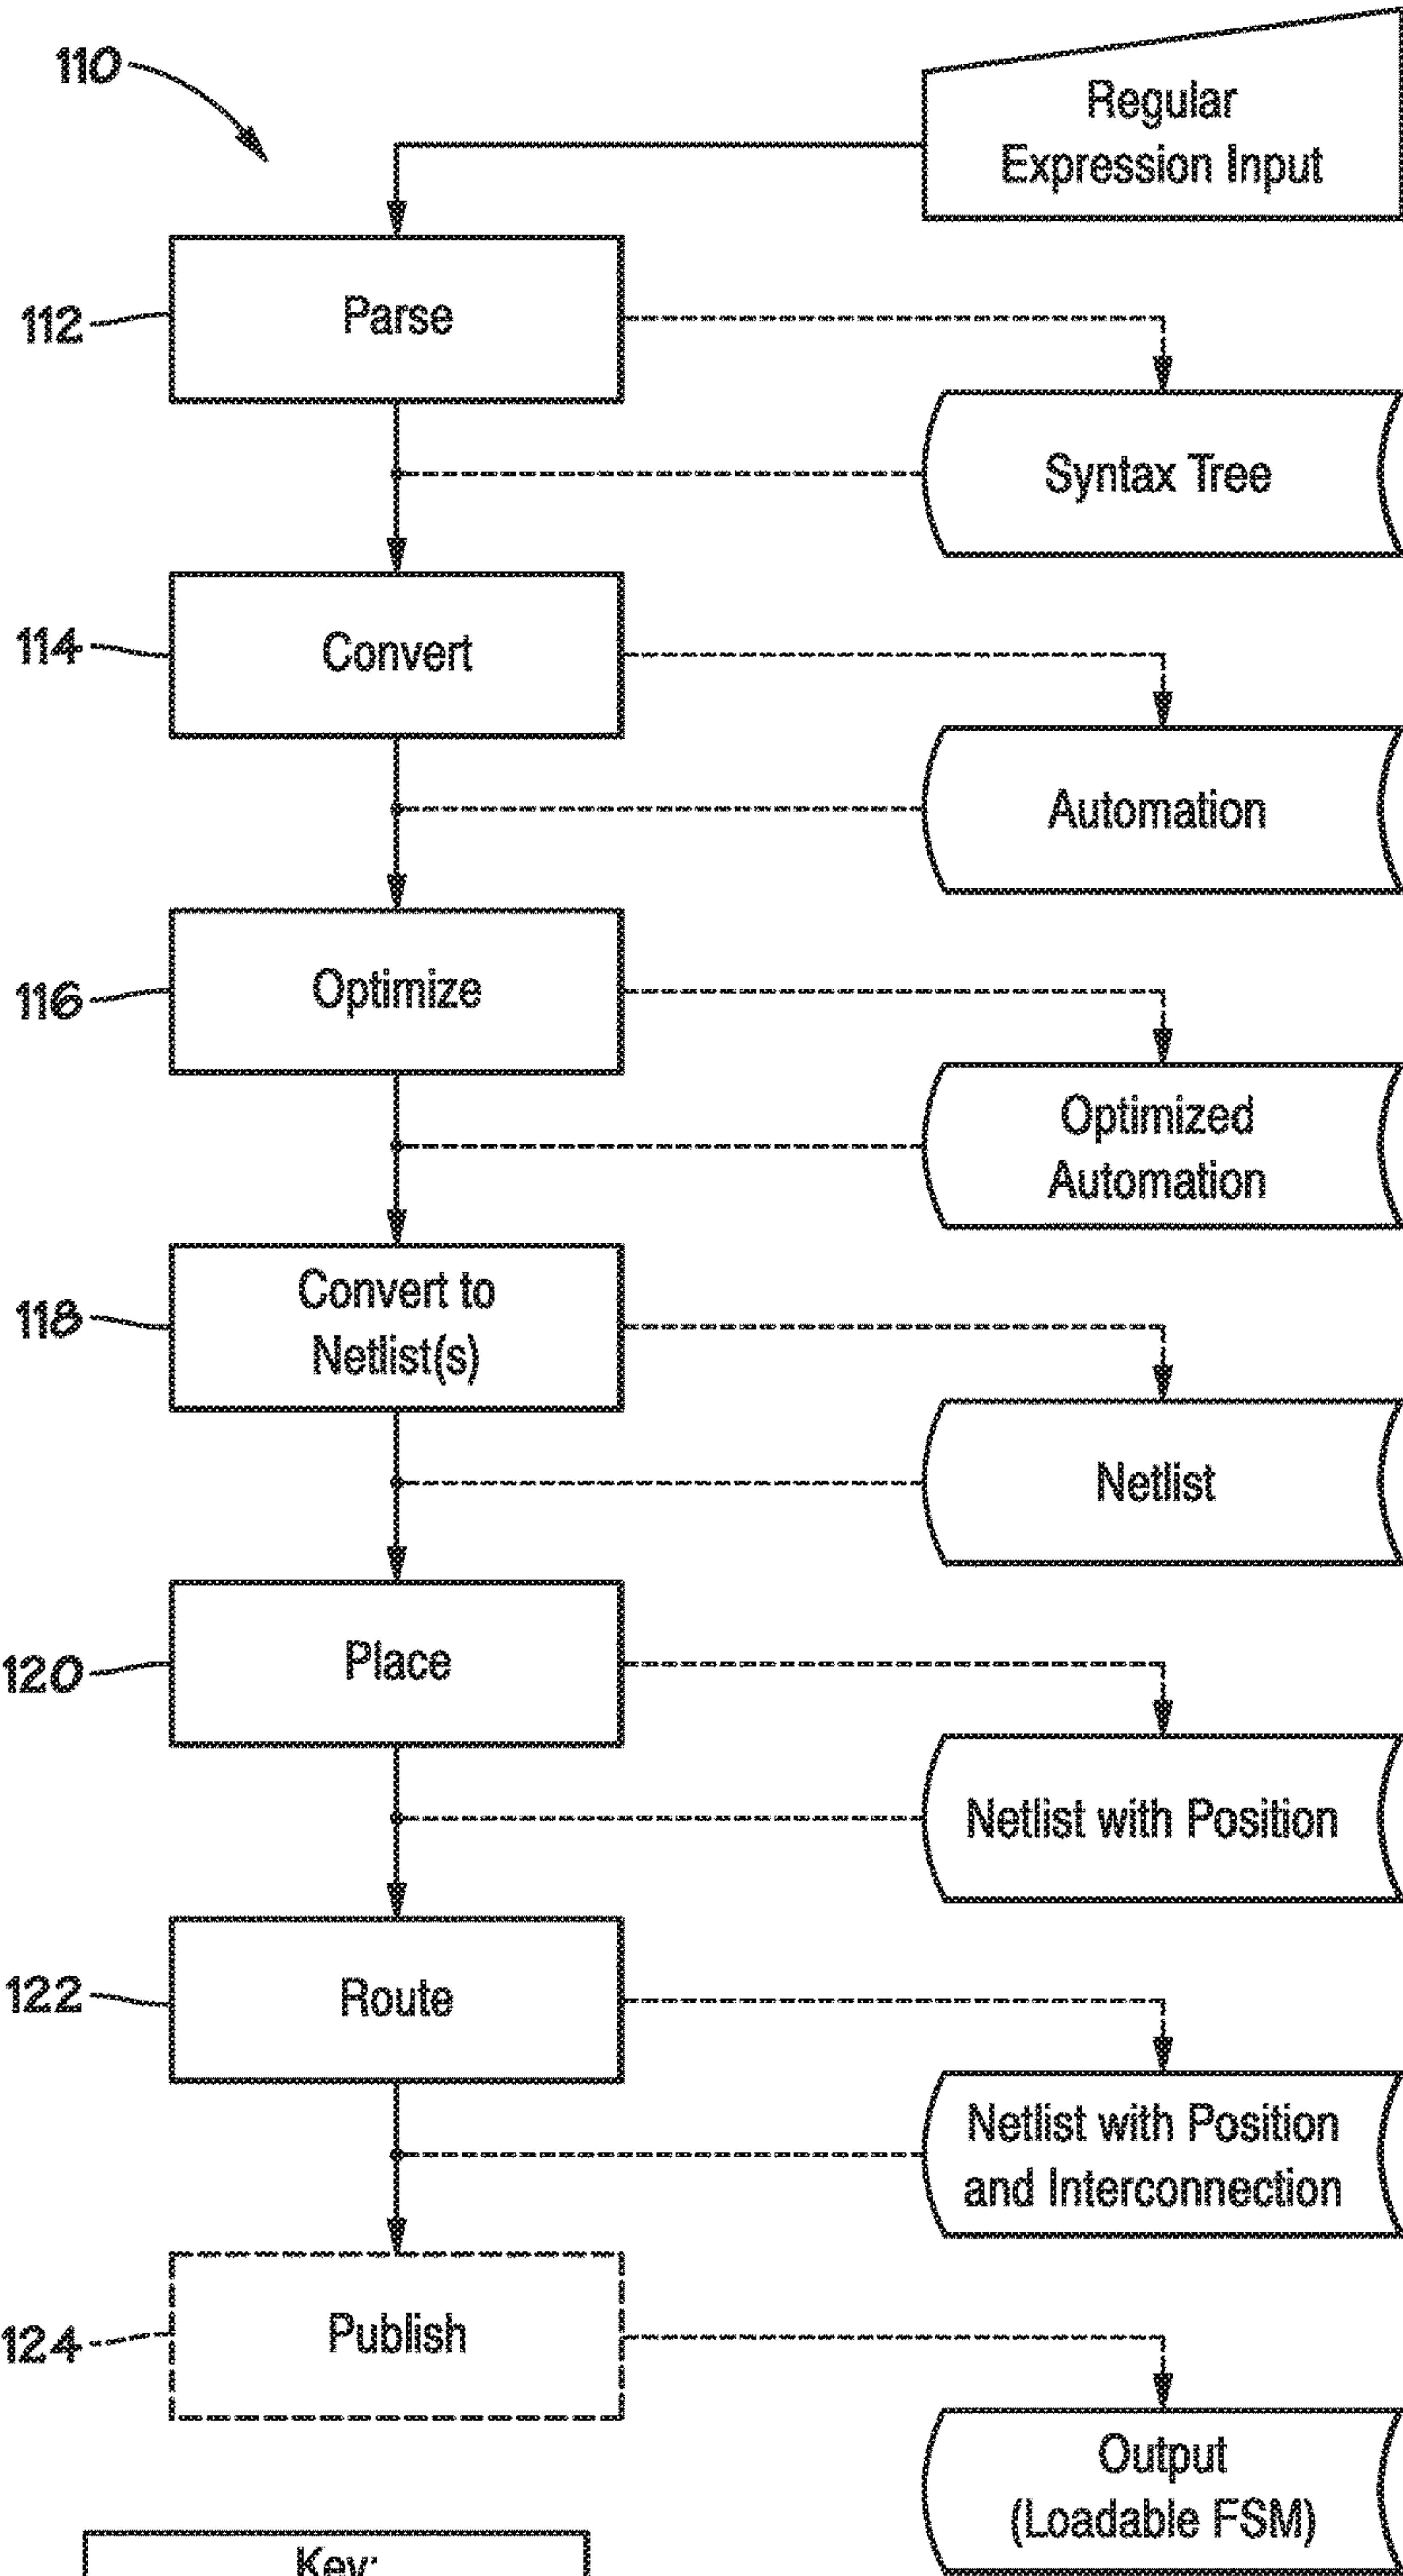 110
Regular
Expression Input
112
Parse
Syntax Tree
114
Convert
Automation
116
Optimize
Optimized
Automation
118
Convert to
Netlist(s)
Netlist
120
Place
Netlist with Position
122
Route
Netlist with Position
and Interconnection
124
Publish
Output
(Loadable FSM)
Key: